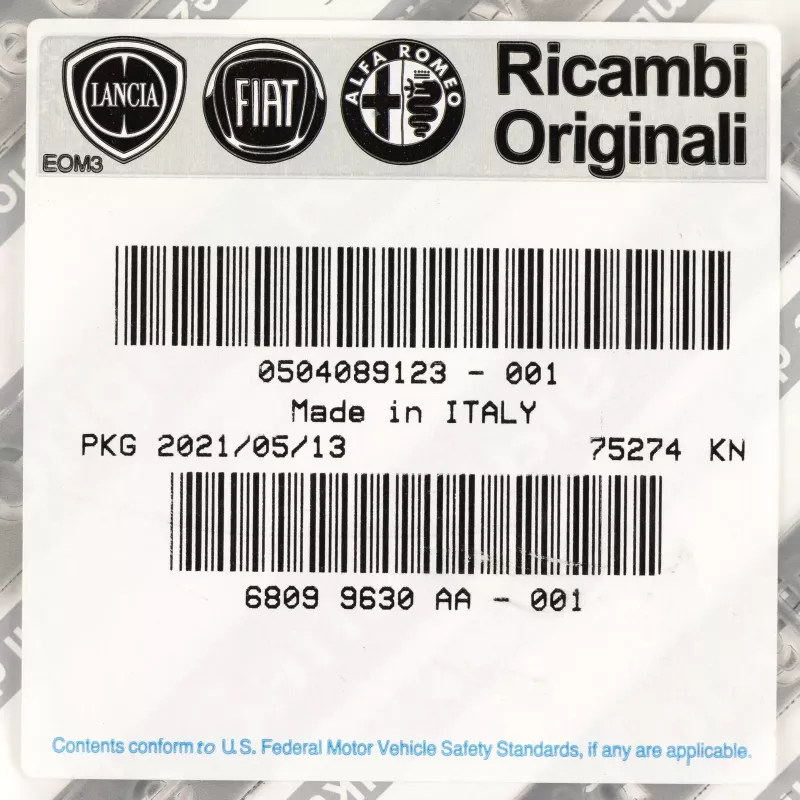 LANCIA
FIAT
ALFA ROMEO
Ricambi
Originali
EOM3
0504089123 - 001
Made in ITALY
PKG 2021/05/13 75274 KN
6809 9630 AA - 001
Contents conform to U.S. Federal Motor Vehicle Safety Standards, if any are applicable.